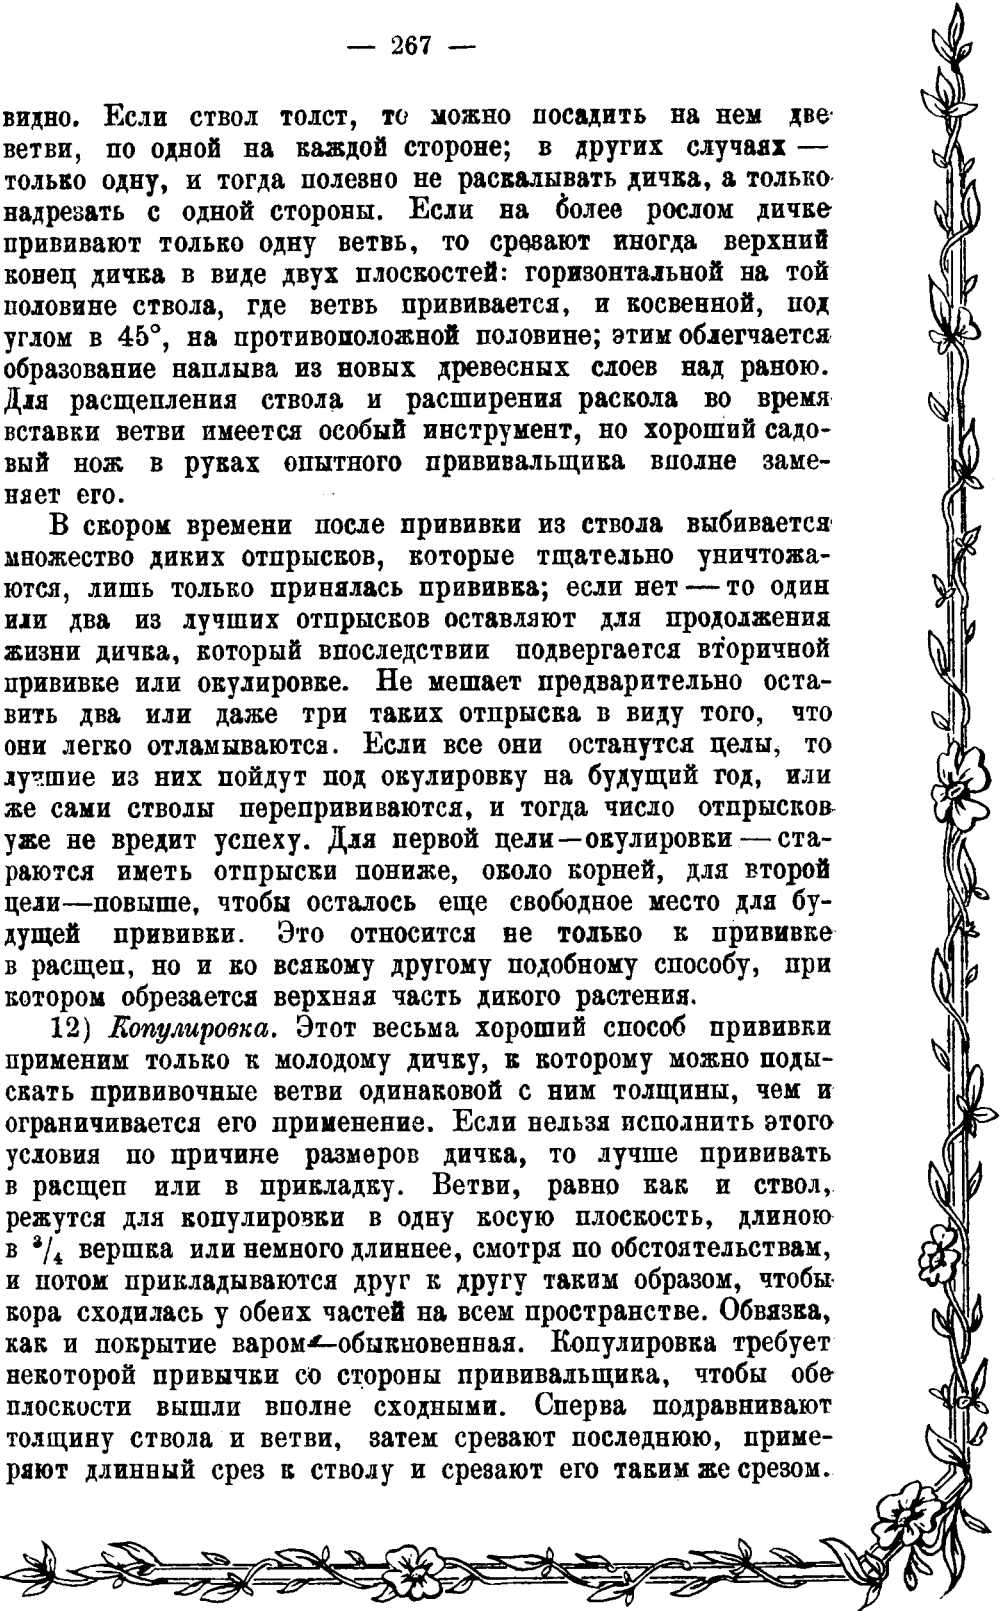 — 267 —
видно. Если ствол толст, то можно посадить на нем две
ветви, по одной на каждой стороне; в других случаях —
только одну, и тогда полезно не раскалывать дичка, а только
надрезать с одной стороны. Если на более рослом дичке
прививают только одну ветвь, то срезают иногда верхний
конец дичка в виде двух плоскостей: горизонтальной на той
половине ствола, где ветвь прививается, и косвенной, под
углом в 45°, на противоположной половине; этим облегчается
образование наплыва из новых древесных слоев над раною.
Для расщепления ствола и расширения раскола во время
вставки ветви имеется особый инструмент, но хороший садо-
вый нож в руках опытного прививальщика вполне заме-
няет его.
В скором времени после прививки из ствола выбивается
множество диких отпрысков, которые тщательно уничтожа-
ются, лишь только принялась прививка; если нет — то один
или два из лучших отпрысков оставляют для продолжения
жизни дичка, который впоследствии подвергается вторичной
прививке или окулировке. Не мешает предварительно оста-
вить два или даже три таких отпрыска в виду того, что
они легко отламываются. Если все они останутся целы, то
лучшие из них пойдут под окулировку на будущий год, или
же сами стволы перепрививаются, и тогда число отпрысков
уже не вредит успеху. Для первой цели — окулировки — ста-
раются иметь отпрыски пониже, около корней, для второй
цели—повыше, чтобы осталось еще свободное место для бу-
дущей прививки. Это относится не только к прививке
в расщеп, но и ко всякому другому подобному способу, при
котором обрезается верхняя часть дикого растения.
12) Копулировка. Этот весьма хороший способ прививки
применим только к молодому дичку, к которому можно поды-
скать прививочные ветви одинаковой с ним толщины, чем и
ограничивается его применение. Если нельзя исполнить этого
условия по причине размеров дичка, то лучше прививать
в расщеп или в прикладку. Ветви, равно как и ствол,
режутся для копулировки в одну косую плоскость, длиною
в ³/₄ вершка или немного длиннее, смотря по обстоятельствам,
и потом прикладываются друг к другу таким образом, чтобы
кора сходилась у обеих частей на всем пространстве. Обвязка,
как и покрытие варом—обыкновенная. Копулировка требует
некоторой привычки со стороны прививальщика, чтобы обе
плоскости вышли вполне сходными. Сперва подравнивают
толщину ствола и ветви, затем срезают последнюю, приме-
ряют длинный срез к стволу и срезают его таким же срезом.